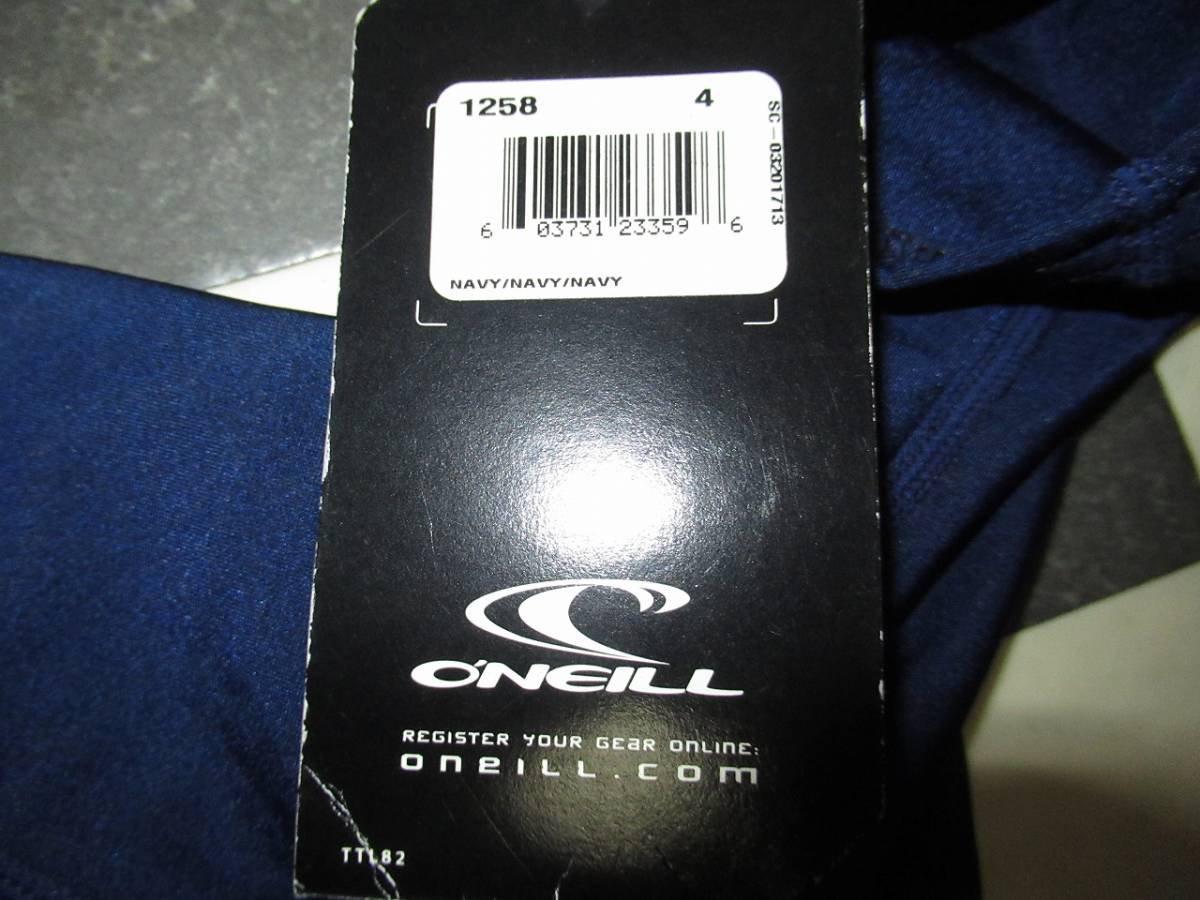 1258 4
SC-03201713
6 03731 23359 6
NAVY/NAVY/NAVY
O'NEILL
REGISTER YOUR GEAR ONLINE:
oneill.com
TTL82